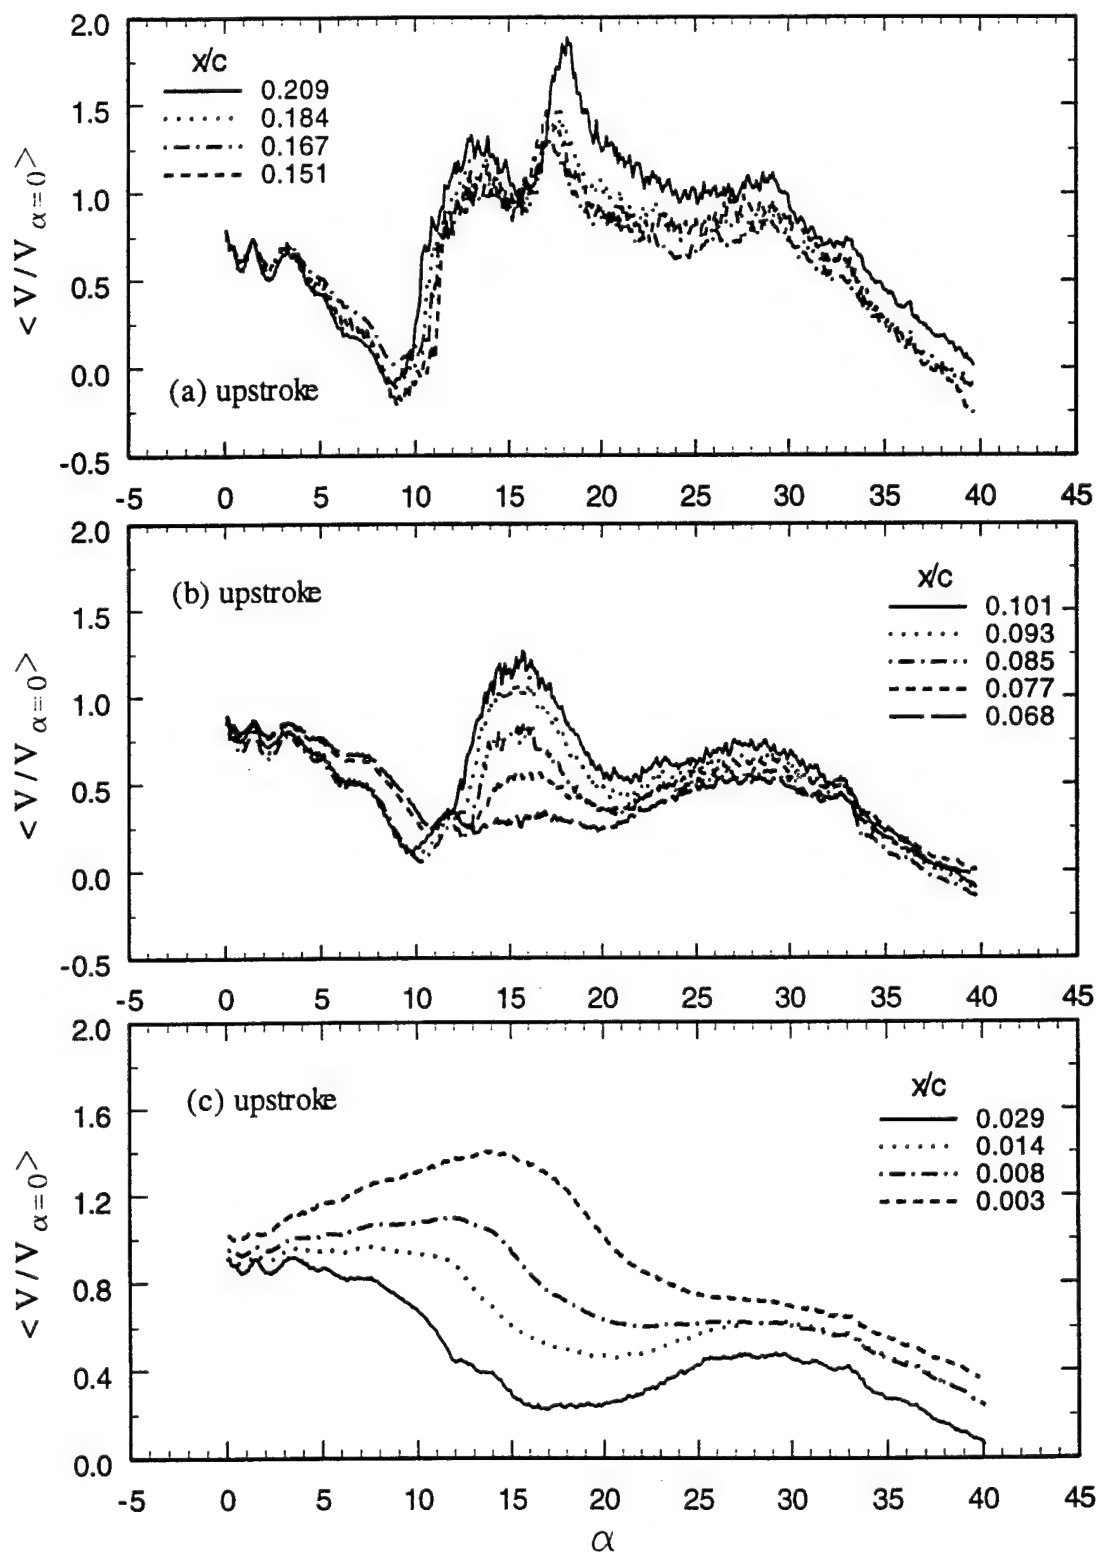 2.0
1.5
1.0
0.5
0.0
-0.5
< V / V α = 0 >
x/c
0.209
0.184
0.167
0.151
(a) upstroke
-5 0 5 10 15 20 25 30 35 40 45
2.0
1.5
1.0
0.5
0.0
-0.5
< V / V α = 0 >
(b) upstroke
x/c
0.101
0.093
0.085
0.077
0.068
-5 0 5 10 15 20 25 30 35 40 45
2.0
1.6
1.2
0.8
0.4
0.0
< V / V α = 0 >
(c) upstroke
x/c
0.029
0.014
0.008
0.003
-5 0 5 10 15 20 25 30 35 40 45
α